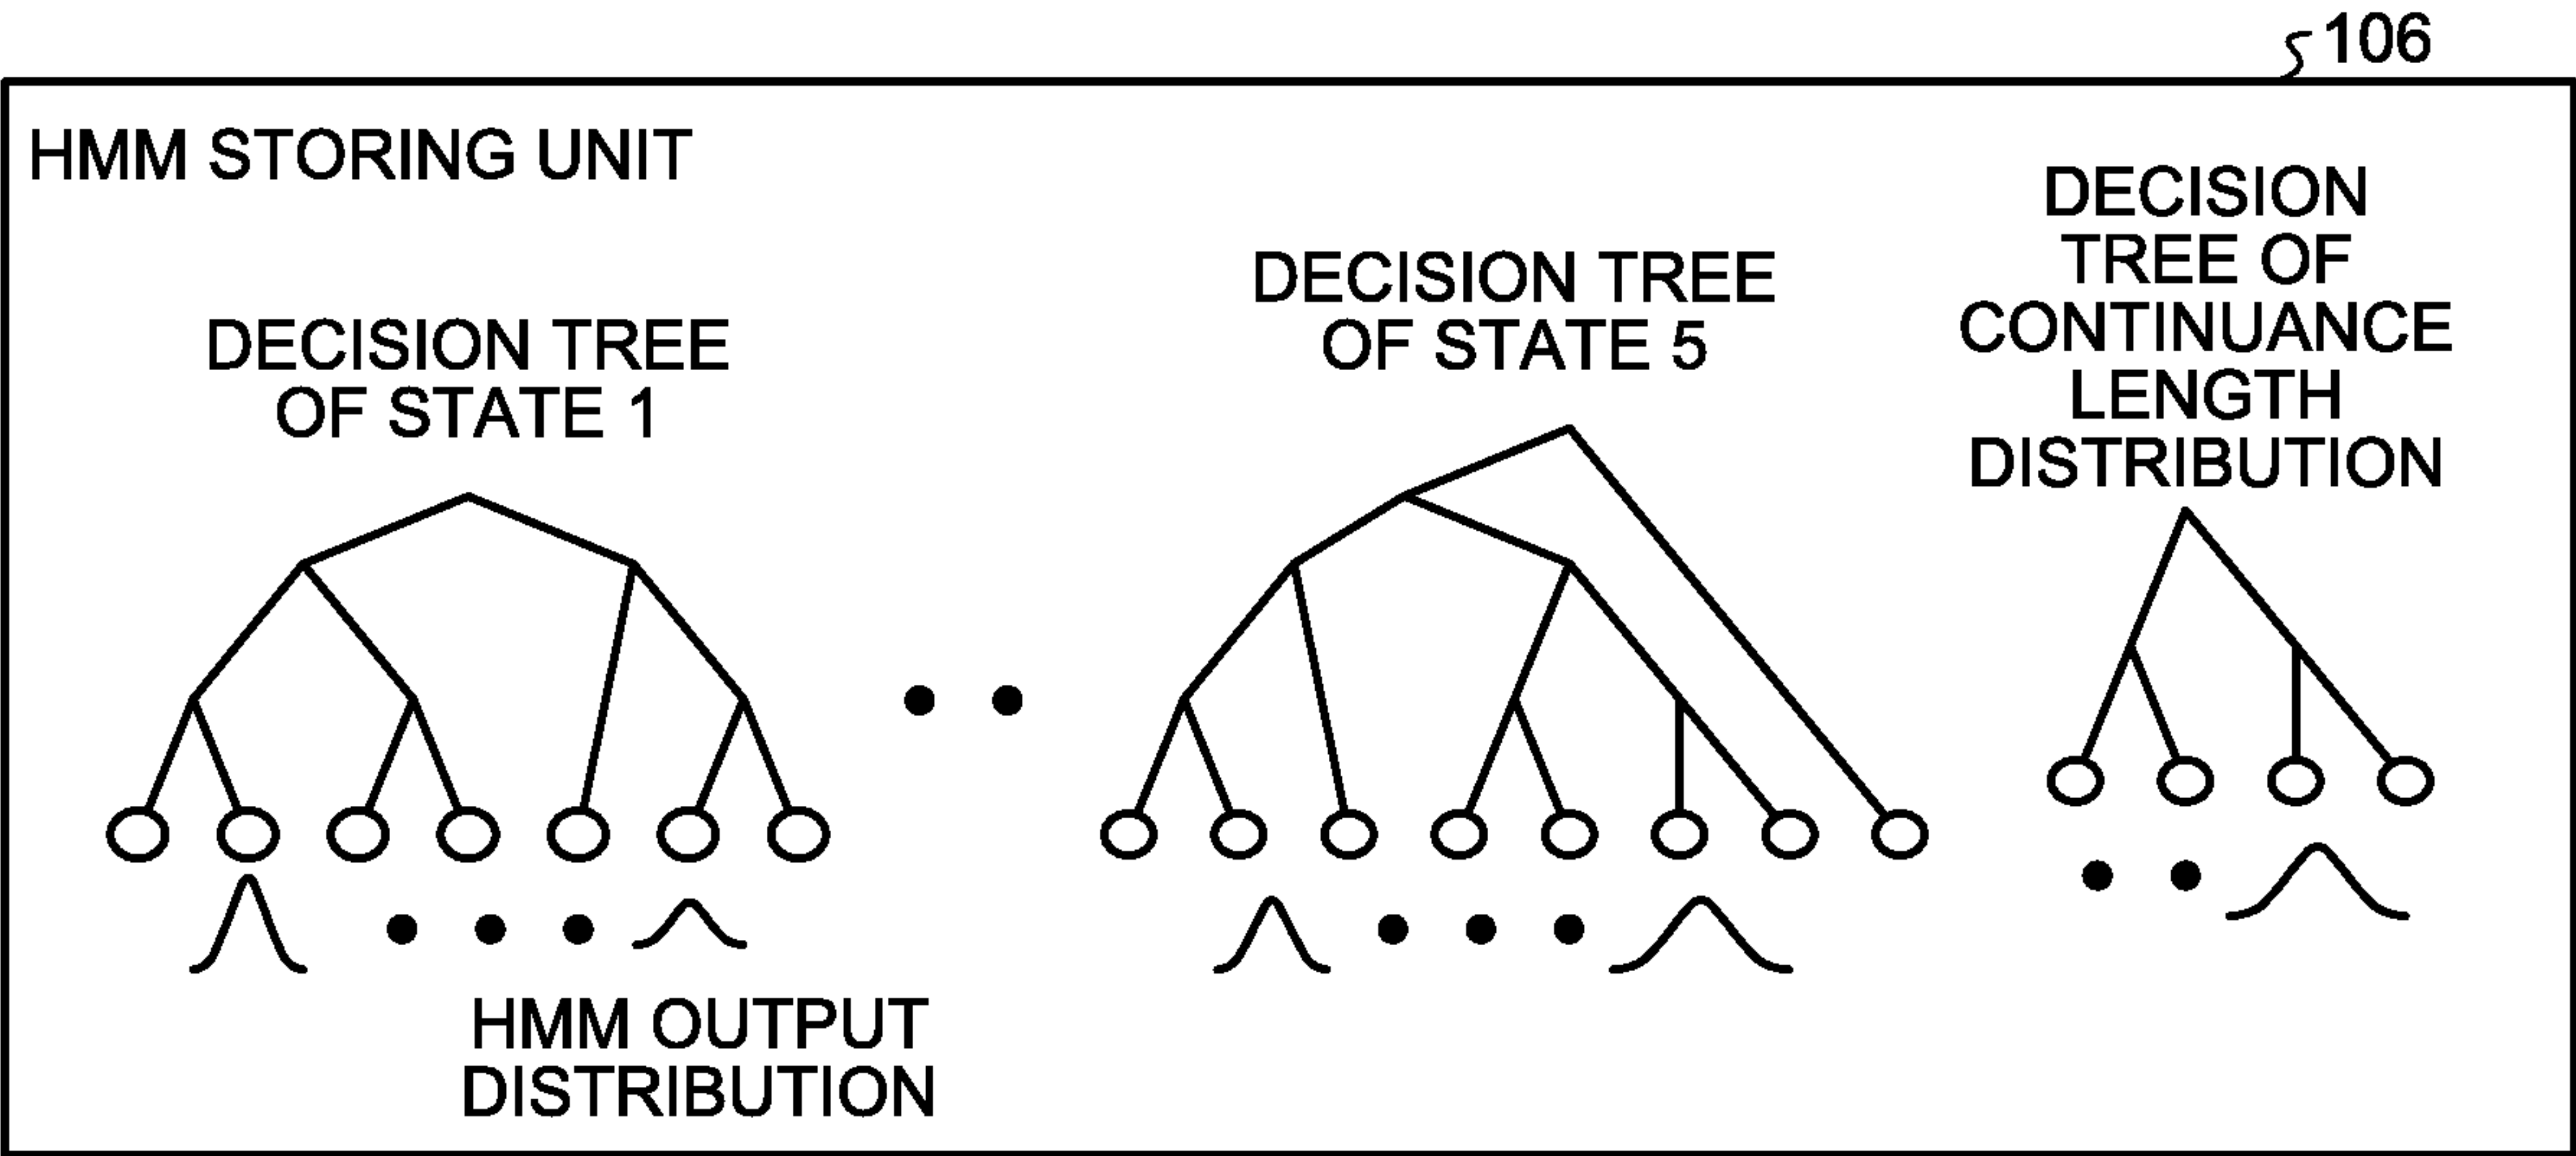 106
HMM STORING UNIT
DECISION TREE
OF STATE 1
DECISION TREE
OF STATE 5
DECISION
TREE OF
CONTINUANCE
LENGTH
DISTRIBUTION
HMM OUTPUT
DISTRIBUTION